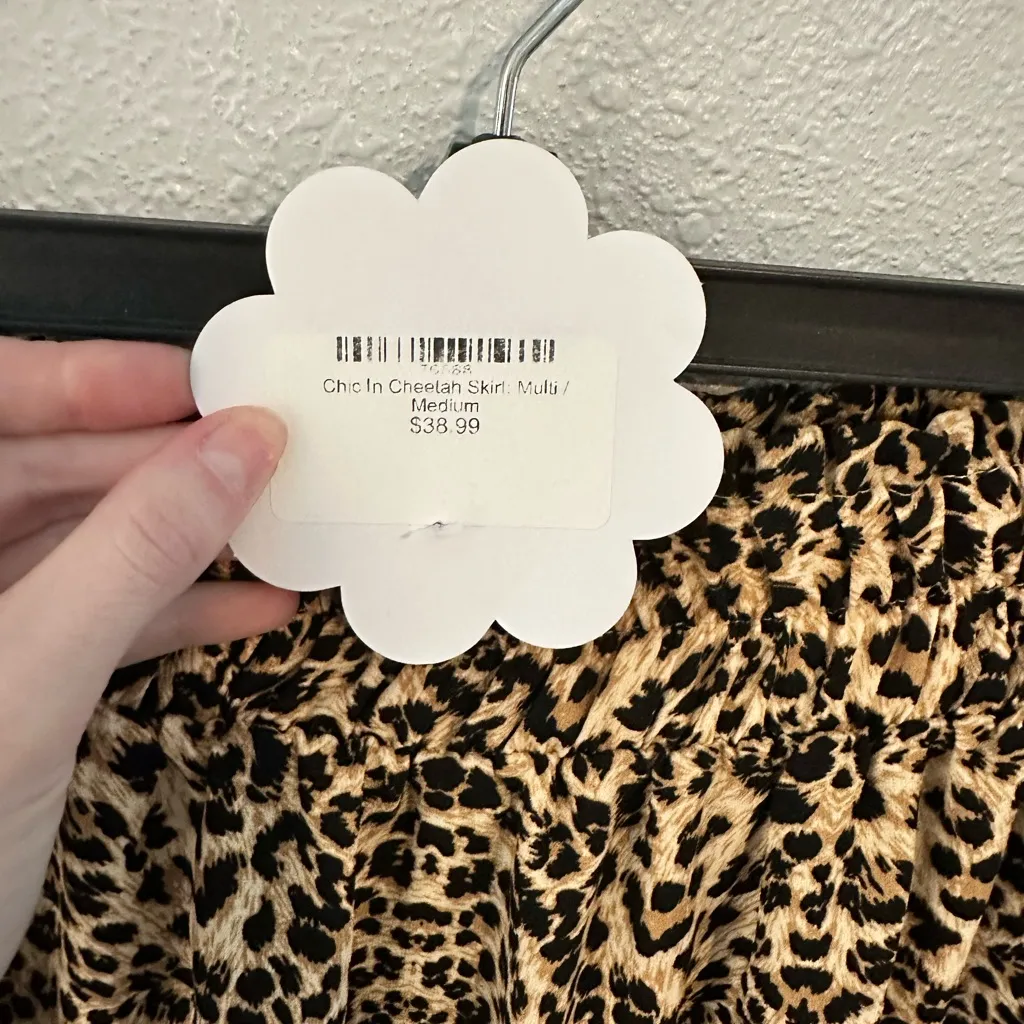 Chic In Cheetah Skirt: Multi /
Medium
$38.99